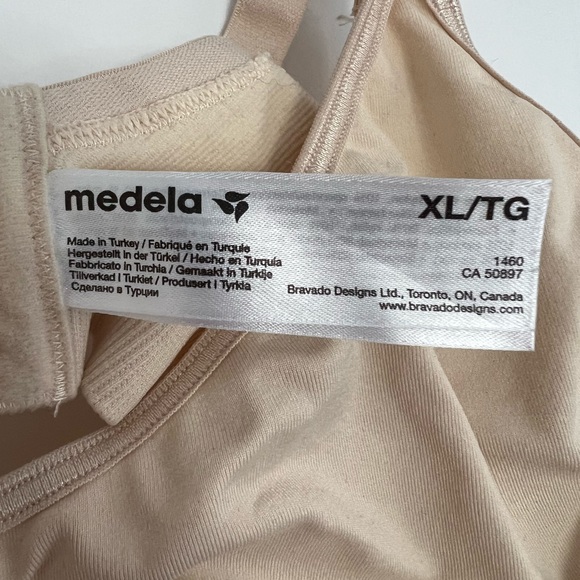 medela
XL/TG
Made in Turkey / Fabriqué en Turquie
Hergestellt in der Türkei / Hecho en Turquía
Fabbricato in Turchia / Gemaakt in Turkije
Tillverkad i Turkiet / Produsert i Tyrkia
Сделано в Турции
1460
CA 50897
Bravado Designs Ltd., Toronto, ON, Canada
www.bravadodesigns.com